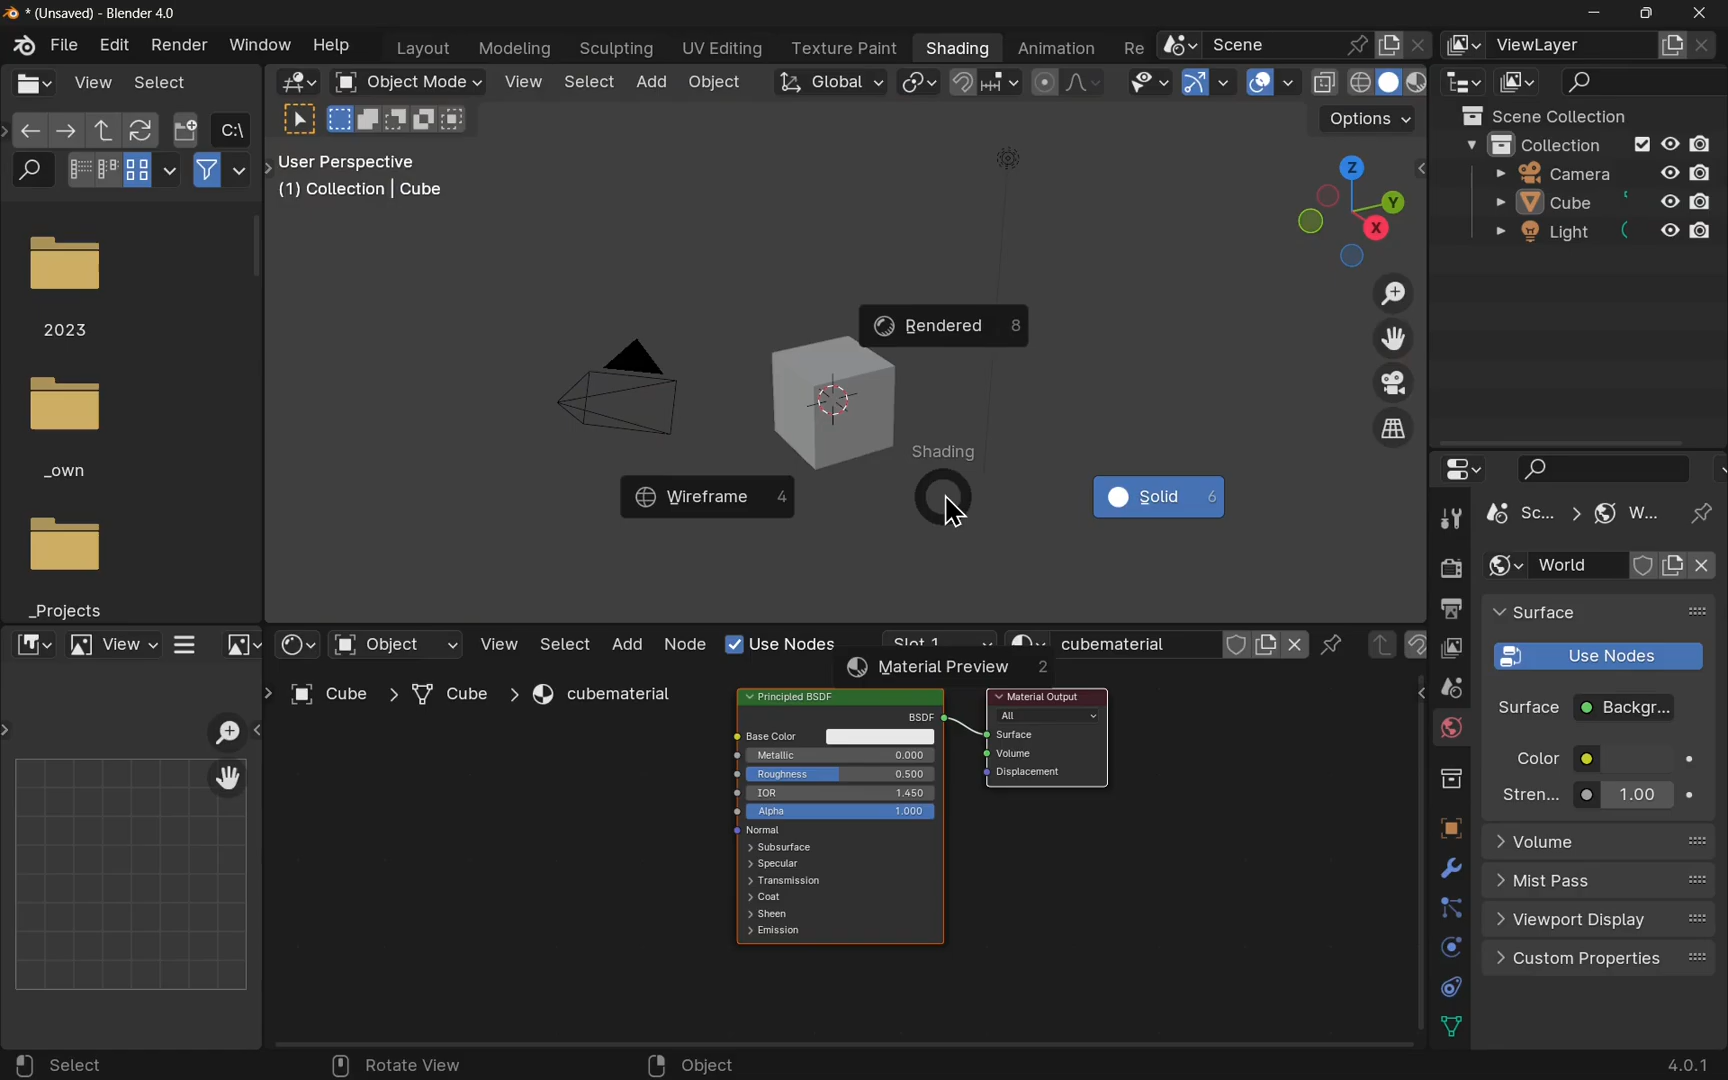 * (Unsaved) - Blender 4.0
File Edit Render Window Help
Layout Modeling Sculpting UV Editing Texture Paint Shading Animation Re
Scene
ViewLayer
View Select
C:\
2023
_own
_Projects
Object Mode View Select Add Object Global
Options
User Perspective
(1) Collection | Cube
Z
Y
X
Rendered 8
Shading
Wireframe 4
Solid 6
Material Preview 2
Scene Collection
Collection
Camera
Cube
Light
Sc... > W...
World
Surface
Use Nodes
Surface Backgr...
Color
Stren... 1.00
Volume
Mist Pass
Viewport Display
Custom Properties
View
Object View Select Add Node Use Nodes Slot 1 cubematerial
Cube > Cube > cubematerial
Principled BSDF
BSDF
Base Color
Metallic 0.000
Roughness 0.500
IOR 1.450
Alpha 1.000
Normal
Subsurface
Specular
Transmission
Coat
Sheen
Emission
Material Output
All
Surface
Volume
Displacement
Select
Rotate View
Object
4.0.1